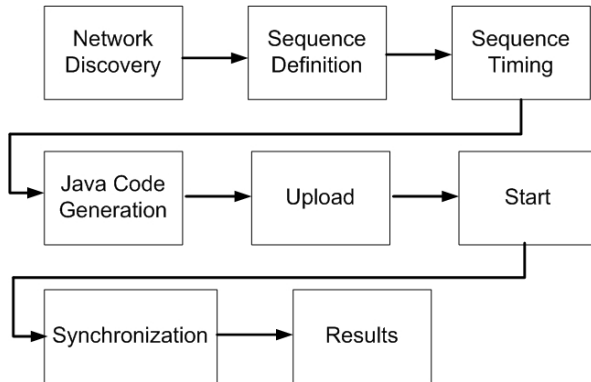 Network
Discovery
Sequence
Definition
Sequence
Timing
Java Code
Generation
Upload
Start
Synchronization
Results